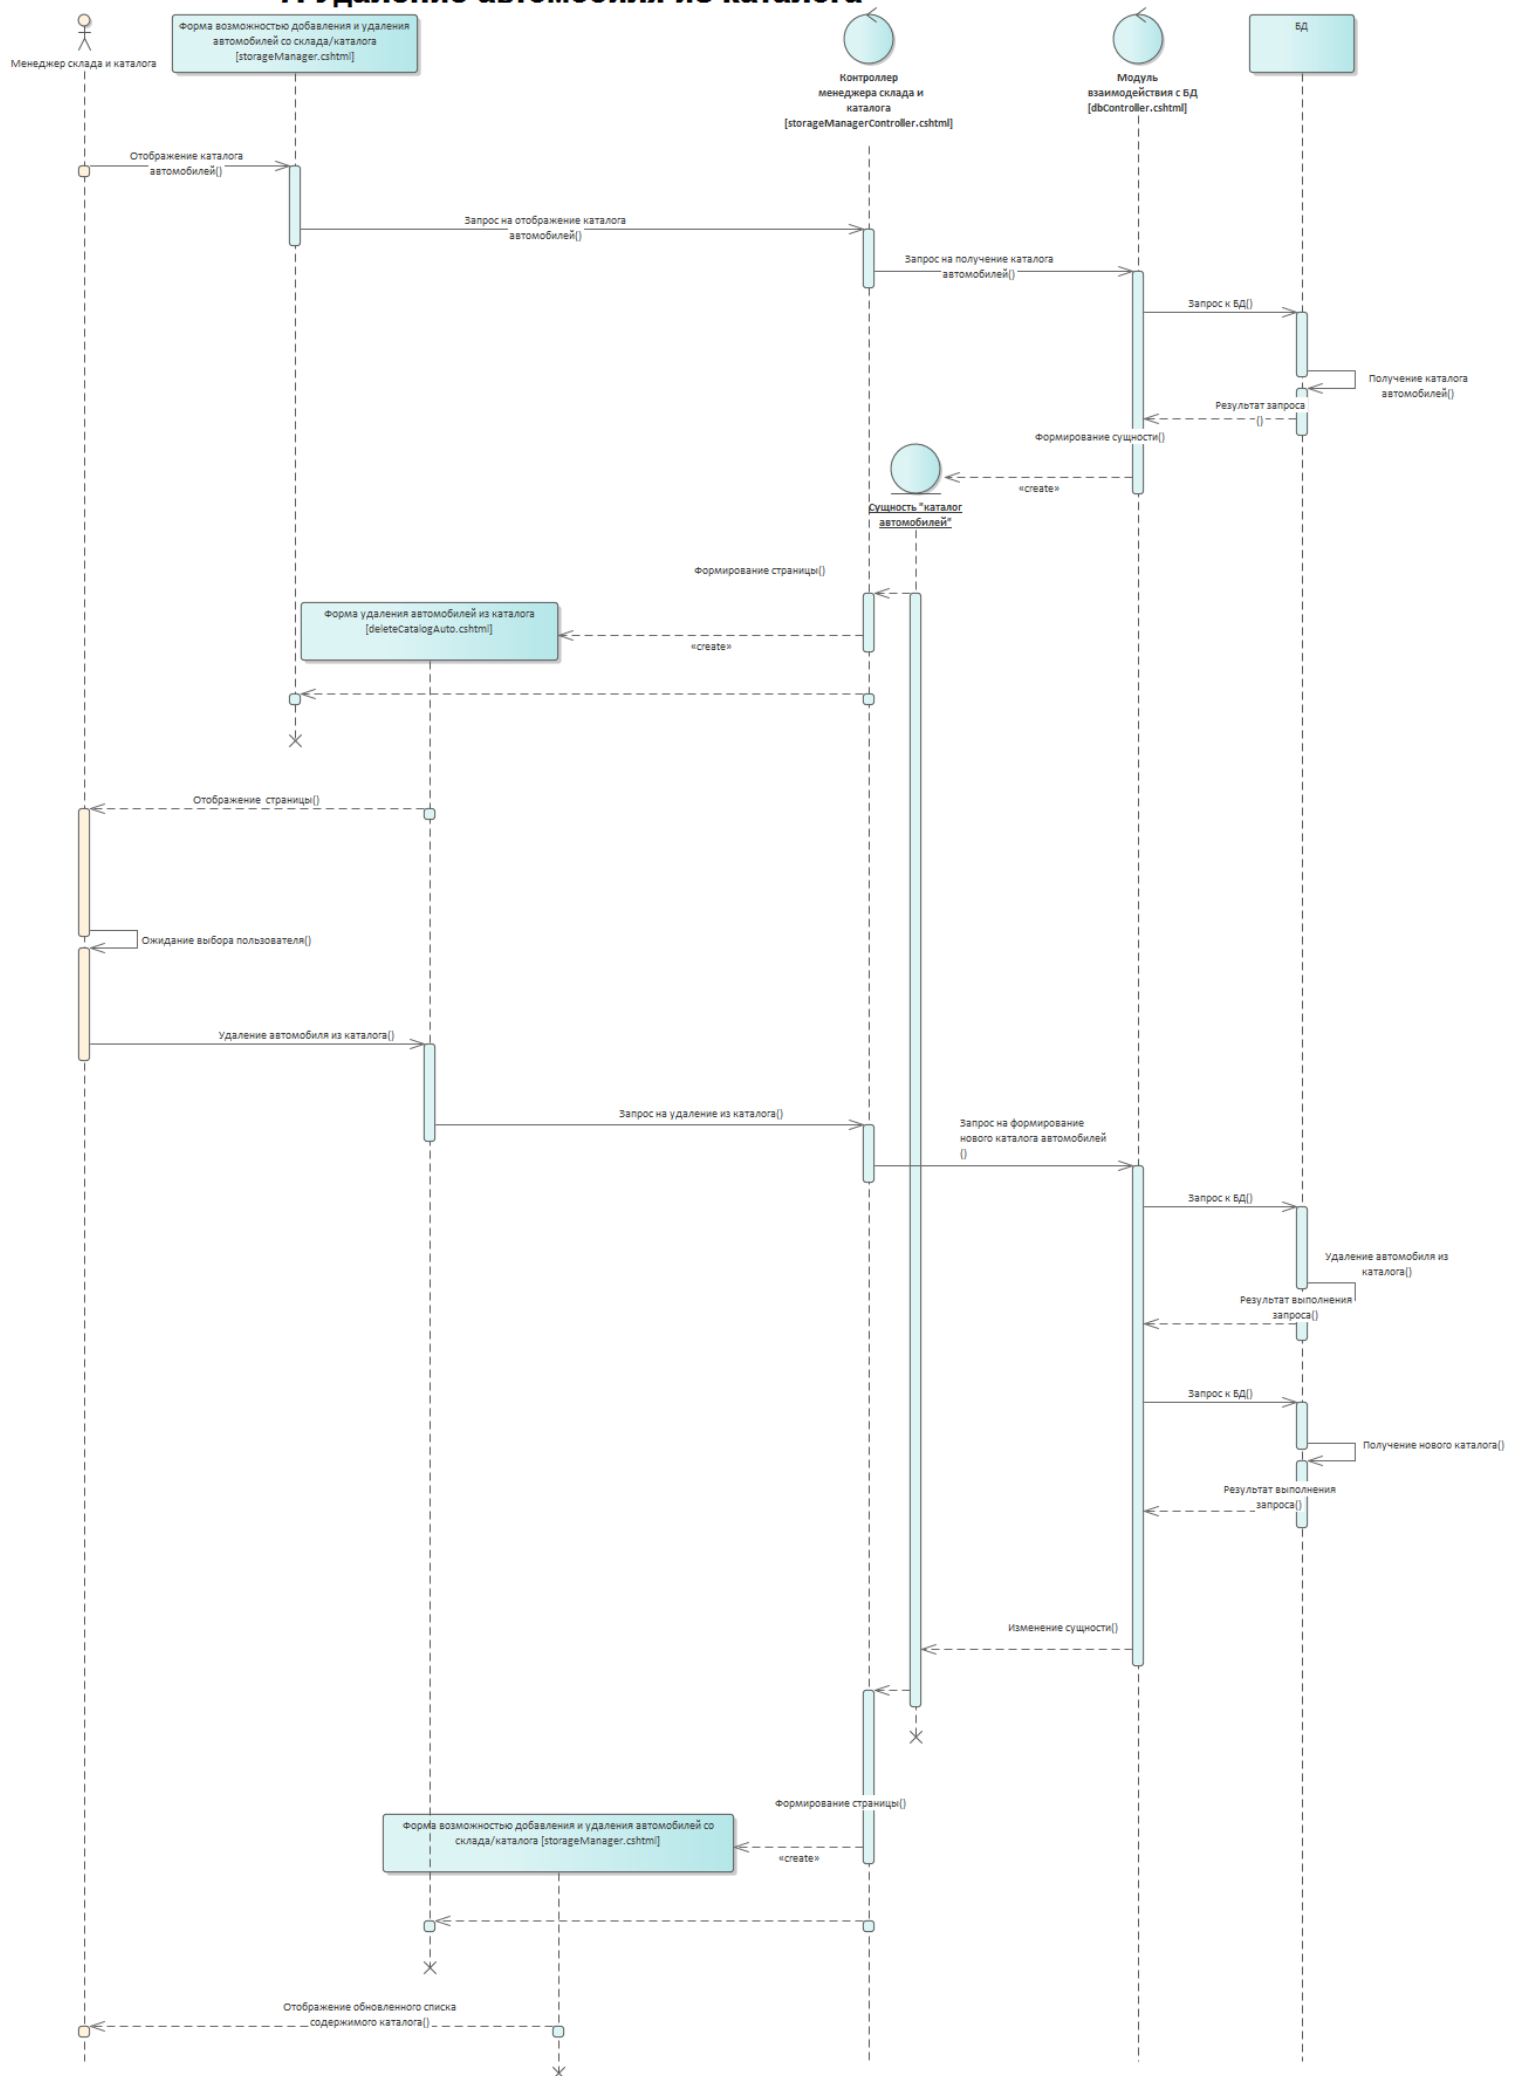 Удаление автомобиля из каталога
Менеджер склада и каталога
Форма возможностью добавления и удаления
автомобилей со склада/каталога
[storageManager.cshtml]
Контроллер
менеджера склада и
каталога
[storageManagerController.cshtml]
Модуль
взаимодействия с БД
[dbController.cshtml]
БД
Отображение каталога
автомобилей()
Запрос на отображение каталога
автомобилей()
Запрос на получение каталога
автомобилей()
Запрос к БД()
Получение каталога
автомобилей()
Результат запроса
()
Формирование сущности()
«create»
Сущность "каталог
автомобилей"
Формирование страницы()
Форма удаления автомобилей из каталога
[deleteCatalogAuto.cshtml]
«create»
Отображение  страницы()
Ожидание выбора пользователя()
Удаление автомобиля из каталога()
Запрос на удаление из каталога()
Запрос на формирование
нового каталога автомобилей
()
Запрос к БД()
Удаление автомобиля из
каталога()
Результат выполнения
запроса()
Запрос к БД()
Получение нового каталога()
Результат выполнения
запроса()
Изменение сущности()
Формирование страницы()
Форма возможностью добавления и удаления автомобилей со
склада/каталога [storageManager.cshtml]
«create»
Отображение обновленного списка
содержимого каталога()